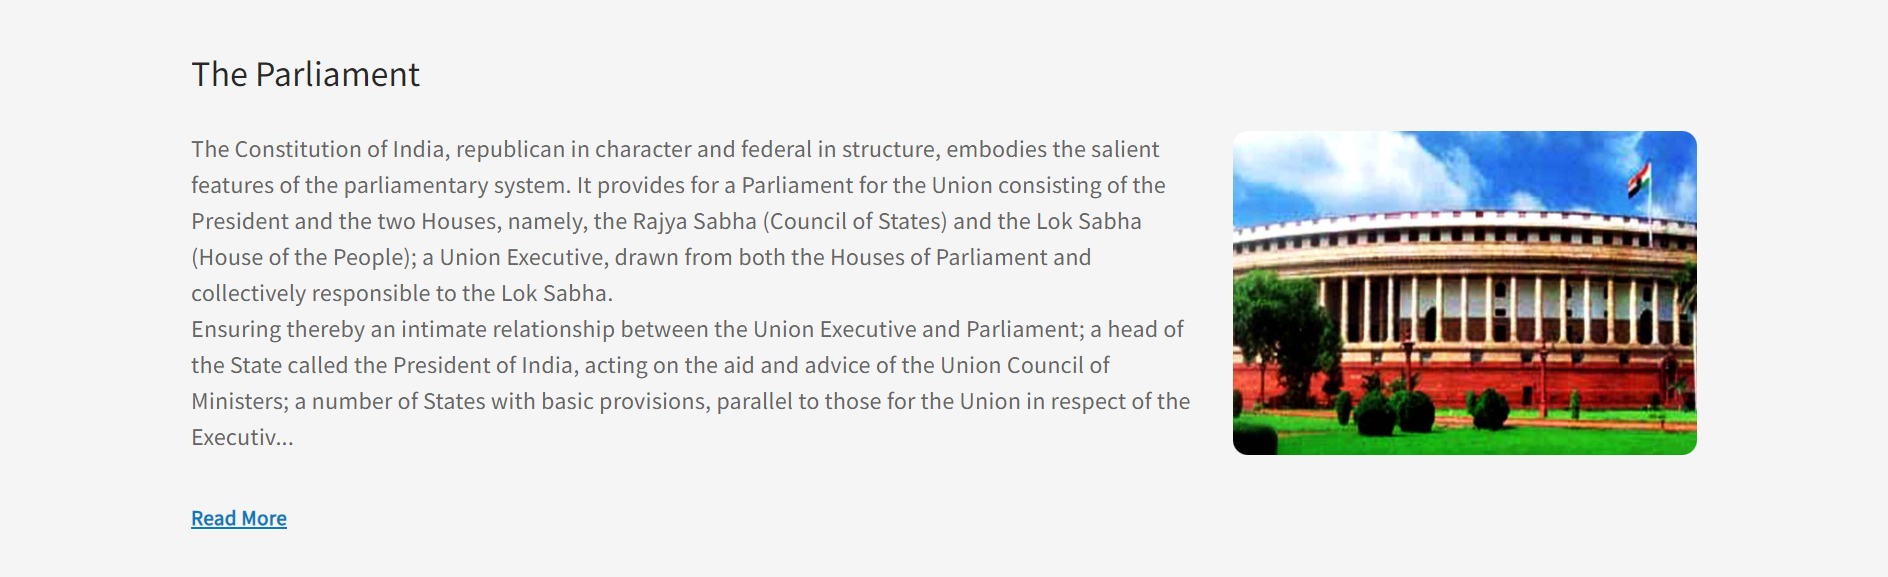 The Parliament
The Constitution of India, republican in character and federal in structure, embodies the salient
features of the parliamentary system. It provides for a Parliament for the Union consisting of the
President and the two Houses, namely, the Rajya Sabha (Council of States) and the Lok Sabha
(House of the People); a Union Executive, drawn from both the Houses of Parliament and
collectively responsible to the Lok Sabha.
Ensuring thereby an intimate relationship between the Union Executive and Parliament; a head of
the State called the President of India, acting on the aid and advice of the Union Council of
Ministers; a number of States with basic provisions, parallel to those for the Union in respect of the
Executiv...
Read More